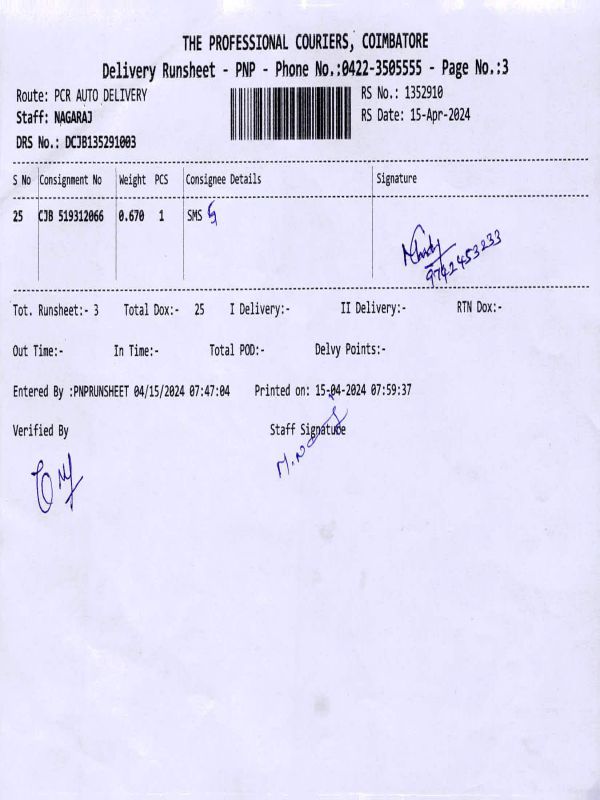 THE PROFESSIONAL COURIERS, COIMBATORE
Delivery Runsheet - PNP - Phone No.:0422-3505555 - Page No.:3
Route: PCR AUTO DELIVERY
RS No.: 1352910
Staff: NAGARAJ
RS Date: 15-Apr-2024
DRS No.: DCJB135291003
S No Consignment No Weight PCS Consignee Details Signature
25 CJB 519312066 0.670 1 SMS
9742453233
Tot. Runsheet:- 3 Total Dox:- 25 I Delivery:- II Delivery:- RTN Dox:-
Out Time:- In Time:- Total POD:- Delvy Points:-
Entered By :PNPRUNSHEET 04/15/2024 07:47:04 Printed on: 15-04-2024 07:59:37
Verified By Staff Signature